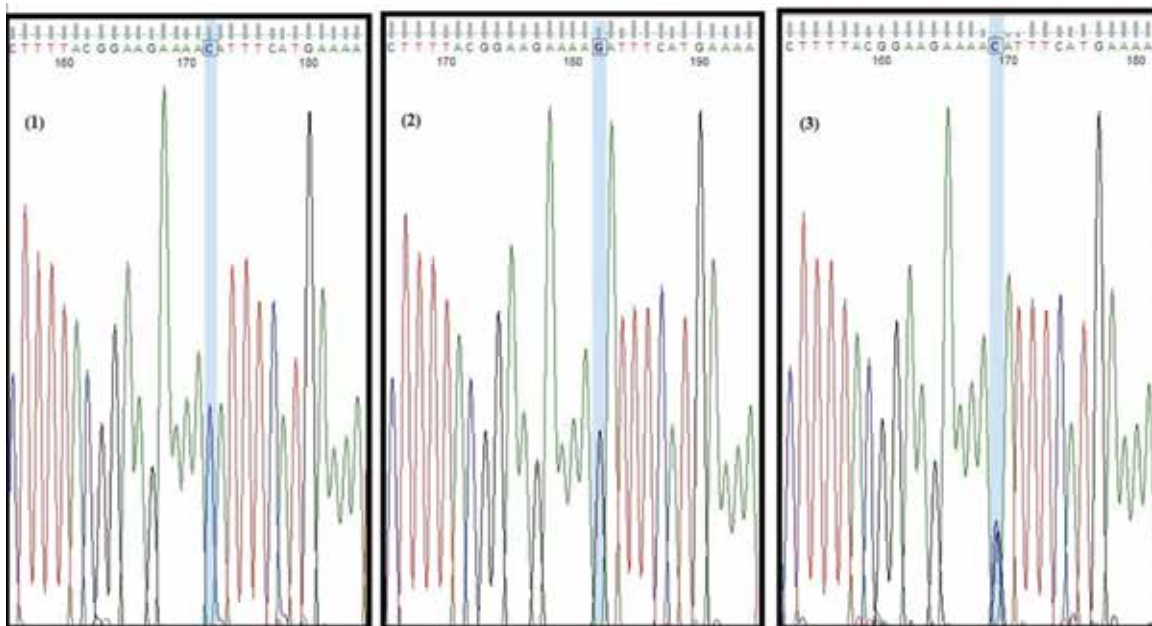 CTTTTACGGAAGAAAACATTTCATGAAAA
160 170 180
(1)
CTTTTACGGAAGAAAAGATTTCATGAAAA
170 180 190
(2)
CTTTTACGGAAGAAAACATTTCATGAAAA
160 170 180
(3)